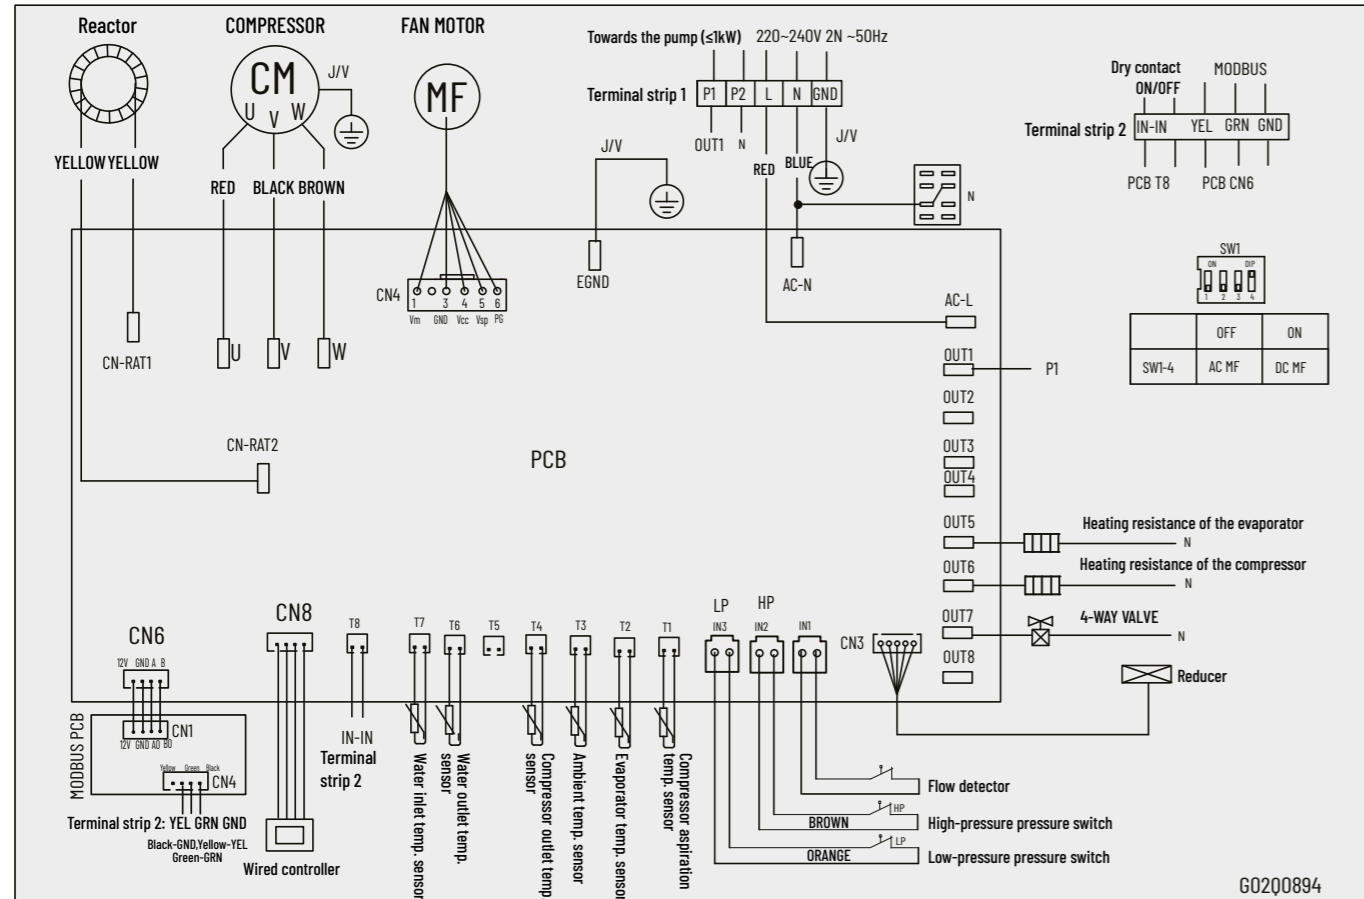 Reactor
COMPRESSOR
FAN MOTOR
Towards the pump (≤1kW) 220~240V 2N ~50Hz
CM
U V W
J/V
MF
Terminal strip 1 P1 P2 L N GND
OUT1 N
RED
BLUE
J/V
N
Dry contact
ON/OFF
MODBUS
Terminal strip 2 IN-IN YEL GRN GND
PCB T8 PCB CN6
YELLOW YELLOW
RED BLACK BROWN
J/V
EGND
AC-N
SW1
ON DIP
1 2 3 4
OFF ON
SW1-4 AC MF DC MF
CN4
1 3 4 5 6
Vm GND Vcc Vsp PG
AC-L
CN-RAT1
U V W
OUT1
P1
OUT2
CN-RAT2
PCB
OUT3
OUT4
OUT5
Heating resistance of the evaporator
N
OUT6
Heating resistance of the compressor
N
OUT7
4-WAY VALVE
N
OUT8
Reducer
CN6
12V GND A B
CN8
T8 T7 T6 T5 T4 T3 T2 T1
LP HP
IN3 IN2 IN1
CN3
MODBUS PCB
CN1
12V GND A0 B0
Yellow Green Black
CN4
Terminal strip 2: YEL GRN GND
Black-GND,Yellow-YEL
Green-GRN
Wired controller
IN-IN
Terminal
strip 2
Water inlet temp. sensor
Water outlet temp.
sensor
Compressor outlet temp
sensor
Ambient temp. sensor
Evaporator temp. sensor
Compressor aspiration
temp. sensor
Flow detector
HP
BROWN
High-pressure pressure switch
LP
ORANGE
Low-pressure pressure switch
G02Q0894